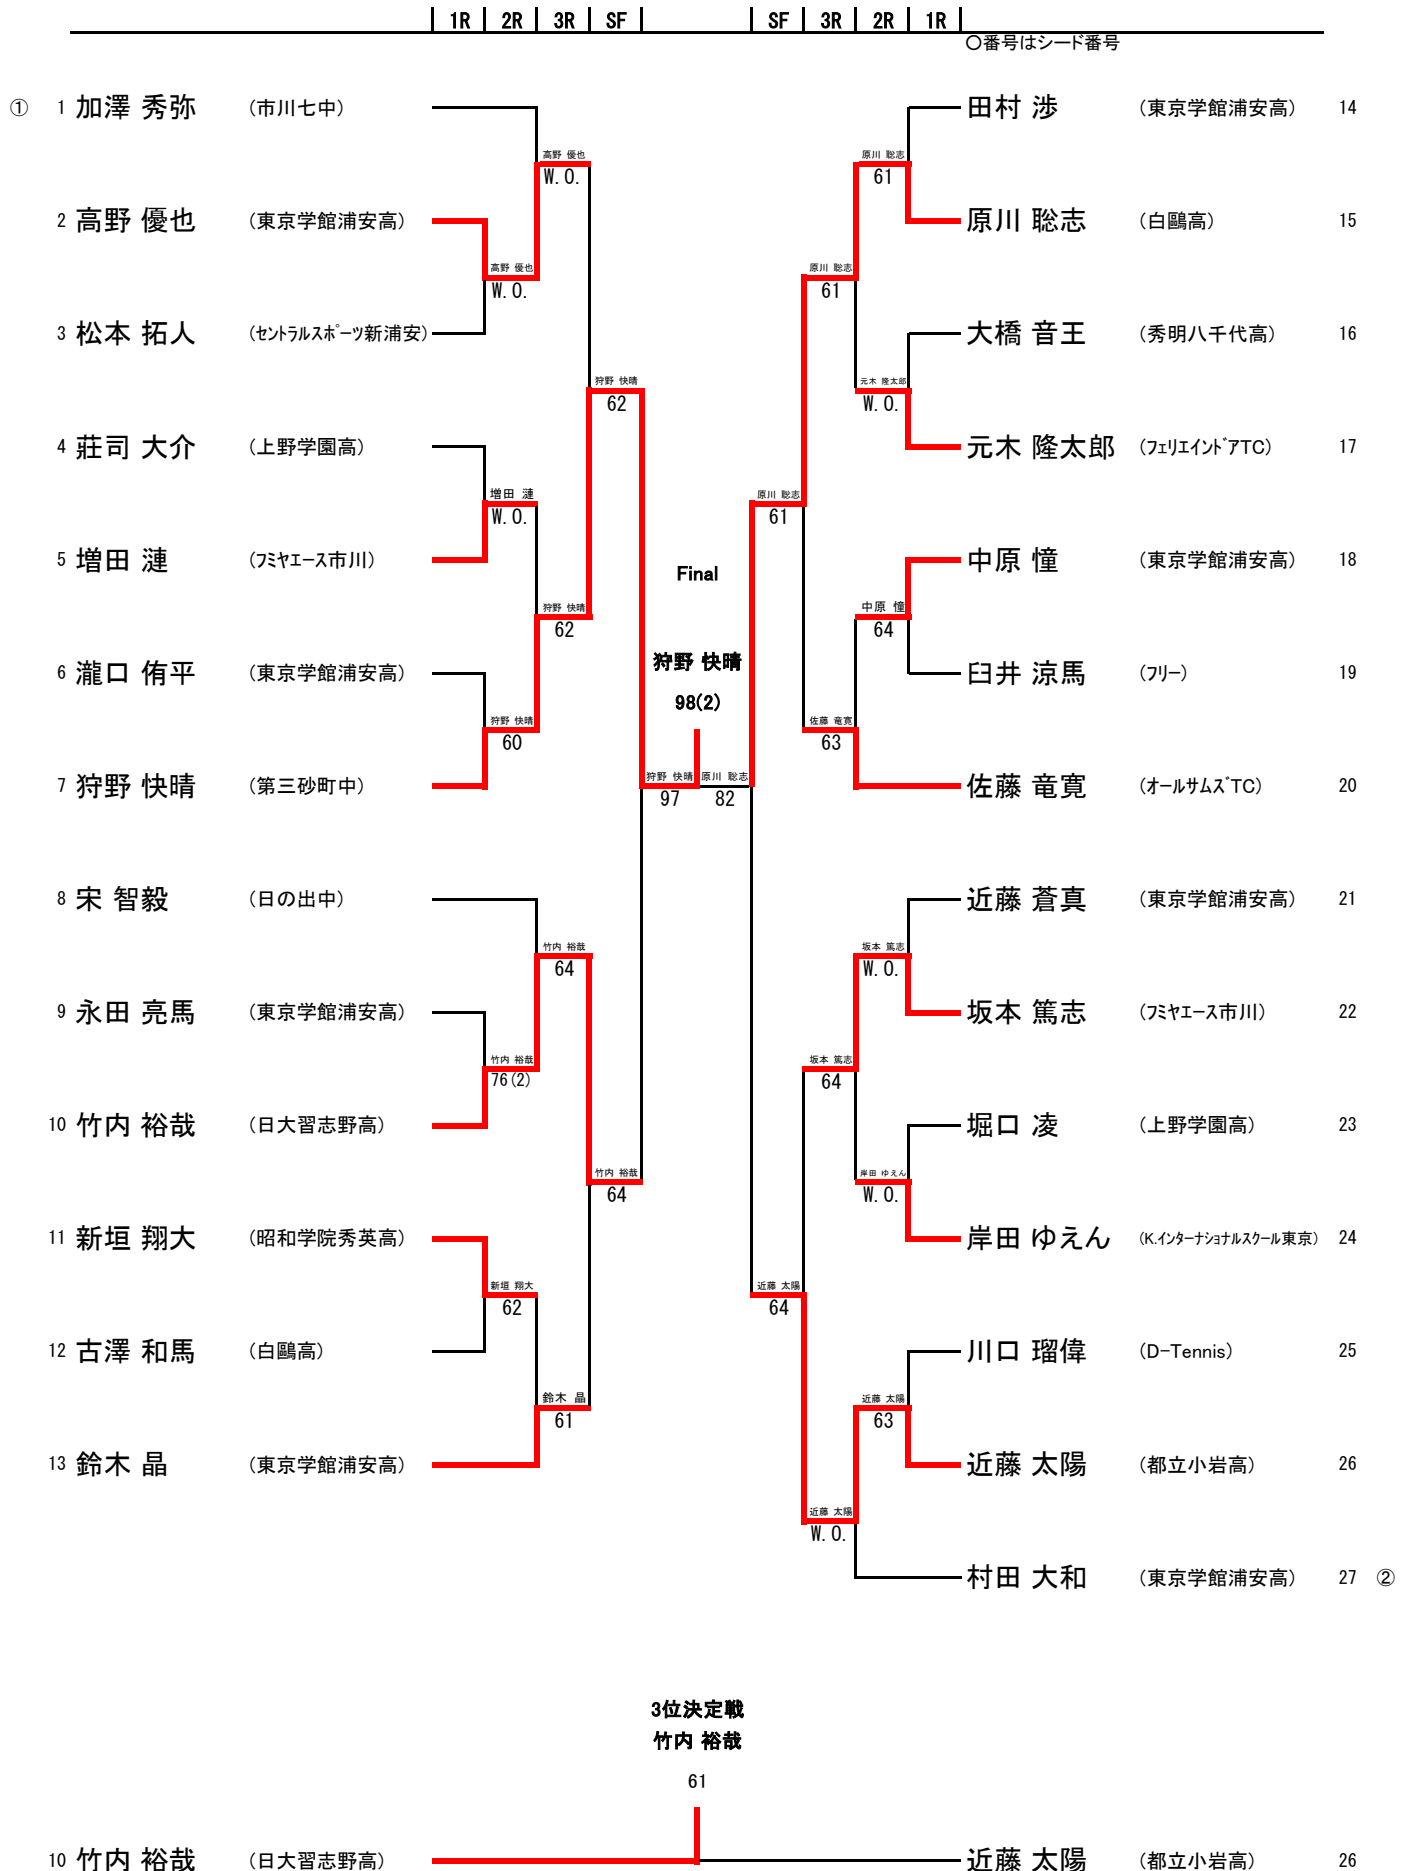 1R 2R 3R SF SF 3R 2R 1R
○番号はシード番号
① 1 加澤 秀弥 (市川七中) 田村 渉 (東京学館浦安高) 14
高野 優也 原川 聡志
W.O. 61
2 高野 優也 (東京学館浦安高) 原川 聡志 (白鷗高) 15
高野 優也 原川 聡志
W.O. 61
3 松本 拓人 (セントラルスポーツ新浦安) 大橋 音王 (秀明八千代高) 16
狩野 快晴 元木 隆太郎
62 W.O.
4 莊司 大介 (上野学園高) 元木 隆太郎 (フェリエインドアTC) 17
増田 漣 原川 聡志
W.O. 61
5 増田 漣 (フミヤエース市川) Final 中原 憧 (東京学館浦安高) 18
狩野 快晴 中原 憧
62 64
6 瀧口 侑平 (東京学館浦安高) 狩野 快晴 臼井 涼馬 (フリー) 19
98(2)
狩野 快晴 佐藤 竜寛
60 63
7 狩野 快晴 (第三砂町中) 狩野 快晴 原川 聡志 佐藤 竜寛 (オールサムズTC) 20
97 82
8 宋 智毅 (日の出中) 近藤 蒼真 (東京学館浦安高) 21
竹内 裕哉 坂本 篤志
64 W.O.
9 永田 亮馬 (東京学館浦安高) 坂本 篤志 (フミヤエース市川) 22
竹内 裕哉 坂本 篤志
76(2) 64
10 竹内 裕哉 (日大習志野高) 堀口 凌 (上野学園高) 23
竹内 裕哉 岸田 ゆえん
64 W.O.
11 新垣 翔大 (昭和学院秀英高) 岸田 ゆえん (K.インターナショナルスクール東京) 24
新垣 翔大 近藤 太陽
62 64
12 古澤 和馬 (白鷗高) 川口 瑠偉 (D-Tennis) 25
鈴木 晶 近藤 太陽
61 63
13 鈴木 晶 (東京学館浦安高) 近藤 太陽 (都立小岩高) 26
近藤 太陽
W.O.
村田 大和 (東京学館浦安高) 27 ②
3位決定戦
竹内 裕哉
61
10 竹内 裕哉 (日大習志野高) 近藤 太陽 (都立小岩高) 26